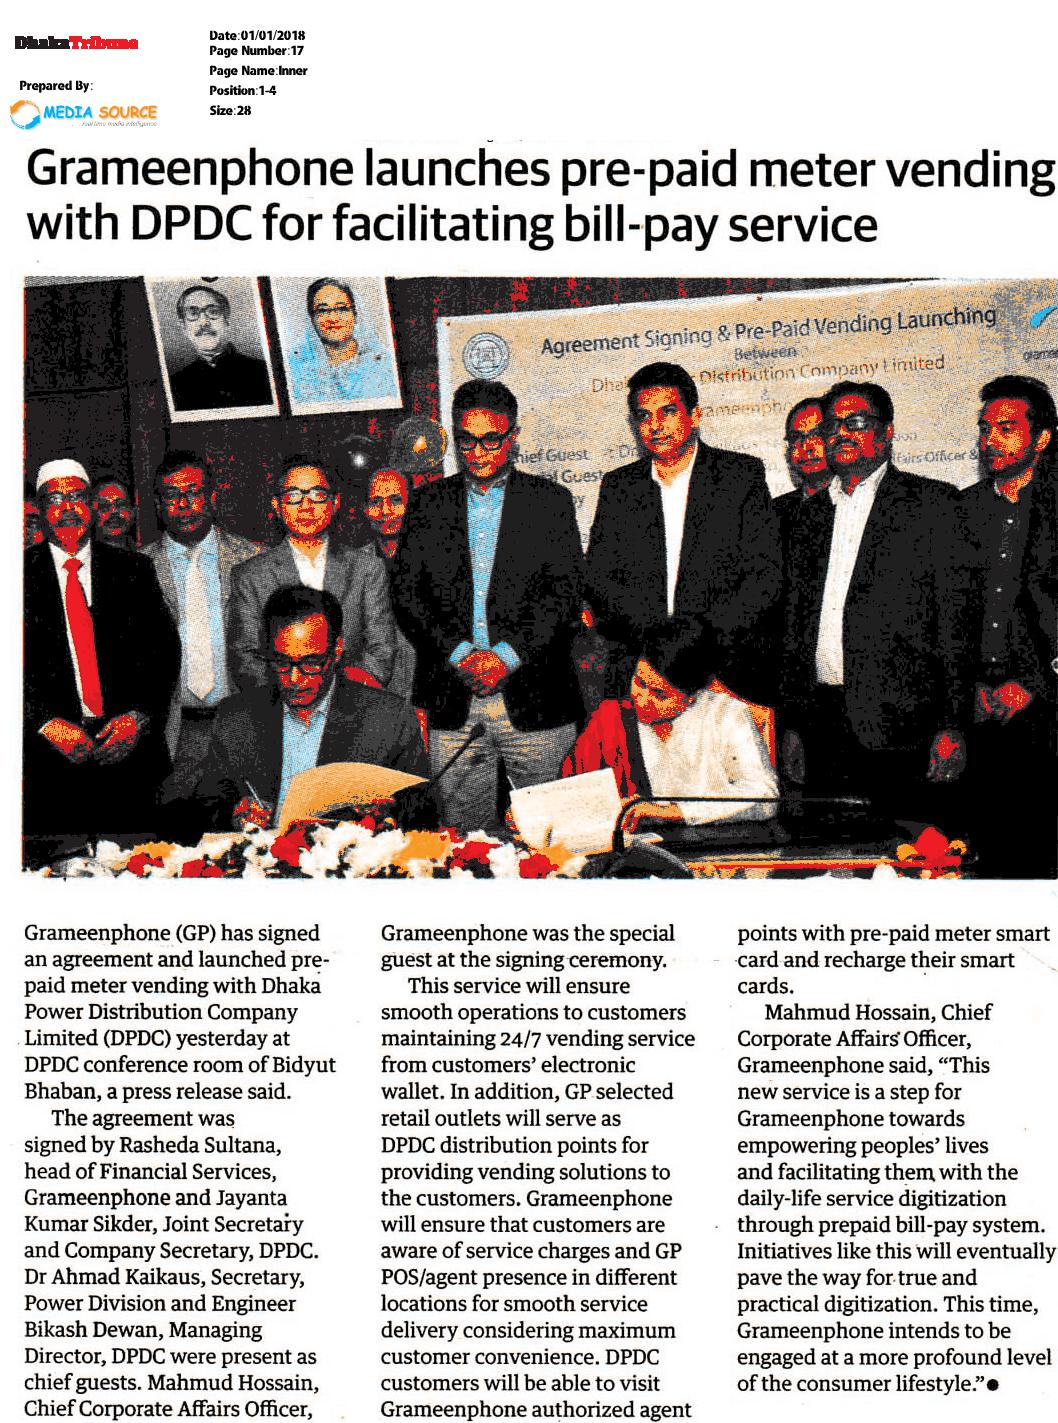 DhakaTribune
Prepared By:
MEDIA SOURCE
real time media intelligence
Date:01/01/2018
Page Number:17
Page Name:Inner
Position:1-4
Size:28
Grameenphone launches pre-paid meter vending
with DPDC for facilitating bill-pay service
Agreement Signing & Pre-Paid Vending Launching
Between
Distribution Company Limited
Guest
Guest
Officer &
Grameenphone (GP) has signed
an agreement and launched pre-
paid meter vending with Dhaka
Power Distribution Company
Limited (DPDC) yesterday at
DPDC conference room of Bidyut
Bhaban, a press release said.
The agreement was
signed by Rasheda Sultana,
head of Financial Services,
Grameenphone and Jayanta
Kumar Sikder, Joint Secretary
and Company Secretary, DPDC.
Dr Ahmad Kaikaus, Secretary,
Power Division and Engineer
Bikash Dewan, Managing
Director, DPDC were present as
chief guests. Mahmud Hossain,
Chief Corporate Affairs Officer,
Grameenphone was the special
guest at the signing ceremony.
This service will ensure
smooth operations to customers
maintaining 24/7 vending service
from customers’ electronic
wallet. In addition, GP selected
retail outlets will serve as
DPDC distribution points for
providing vending solutions to
the customers. Grameenphone
will ensure that customers are
aware of service charges and GP
POS/agent presence in different
locations for smooth service
delivery considering maximum
customer convenience. DPDC
customers will be able to visit
Grameenphone authorized agent
points with pre-paid meter smart
card and recharge their smart
cards.
Mahmud Hossain, Chief
Corporate Affairs Officer,
Grameenphone said, “This
new service is a step for
Grameenphone towards
empowering peoples’ lives
and facilitating them with the
daily-life service digitization
through prepaid bill-pay system.
Initiatives like this will eventually
pave the way for true and
practical digitization. This time,
Grameenphone intends to be
engaged at a more profound level
of the consumer lifestyle.”●